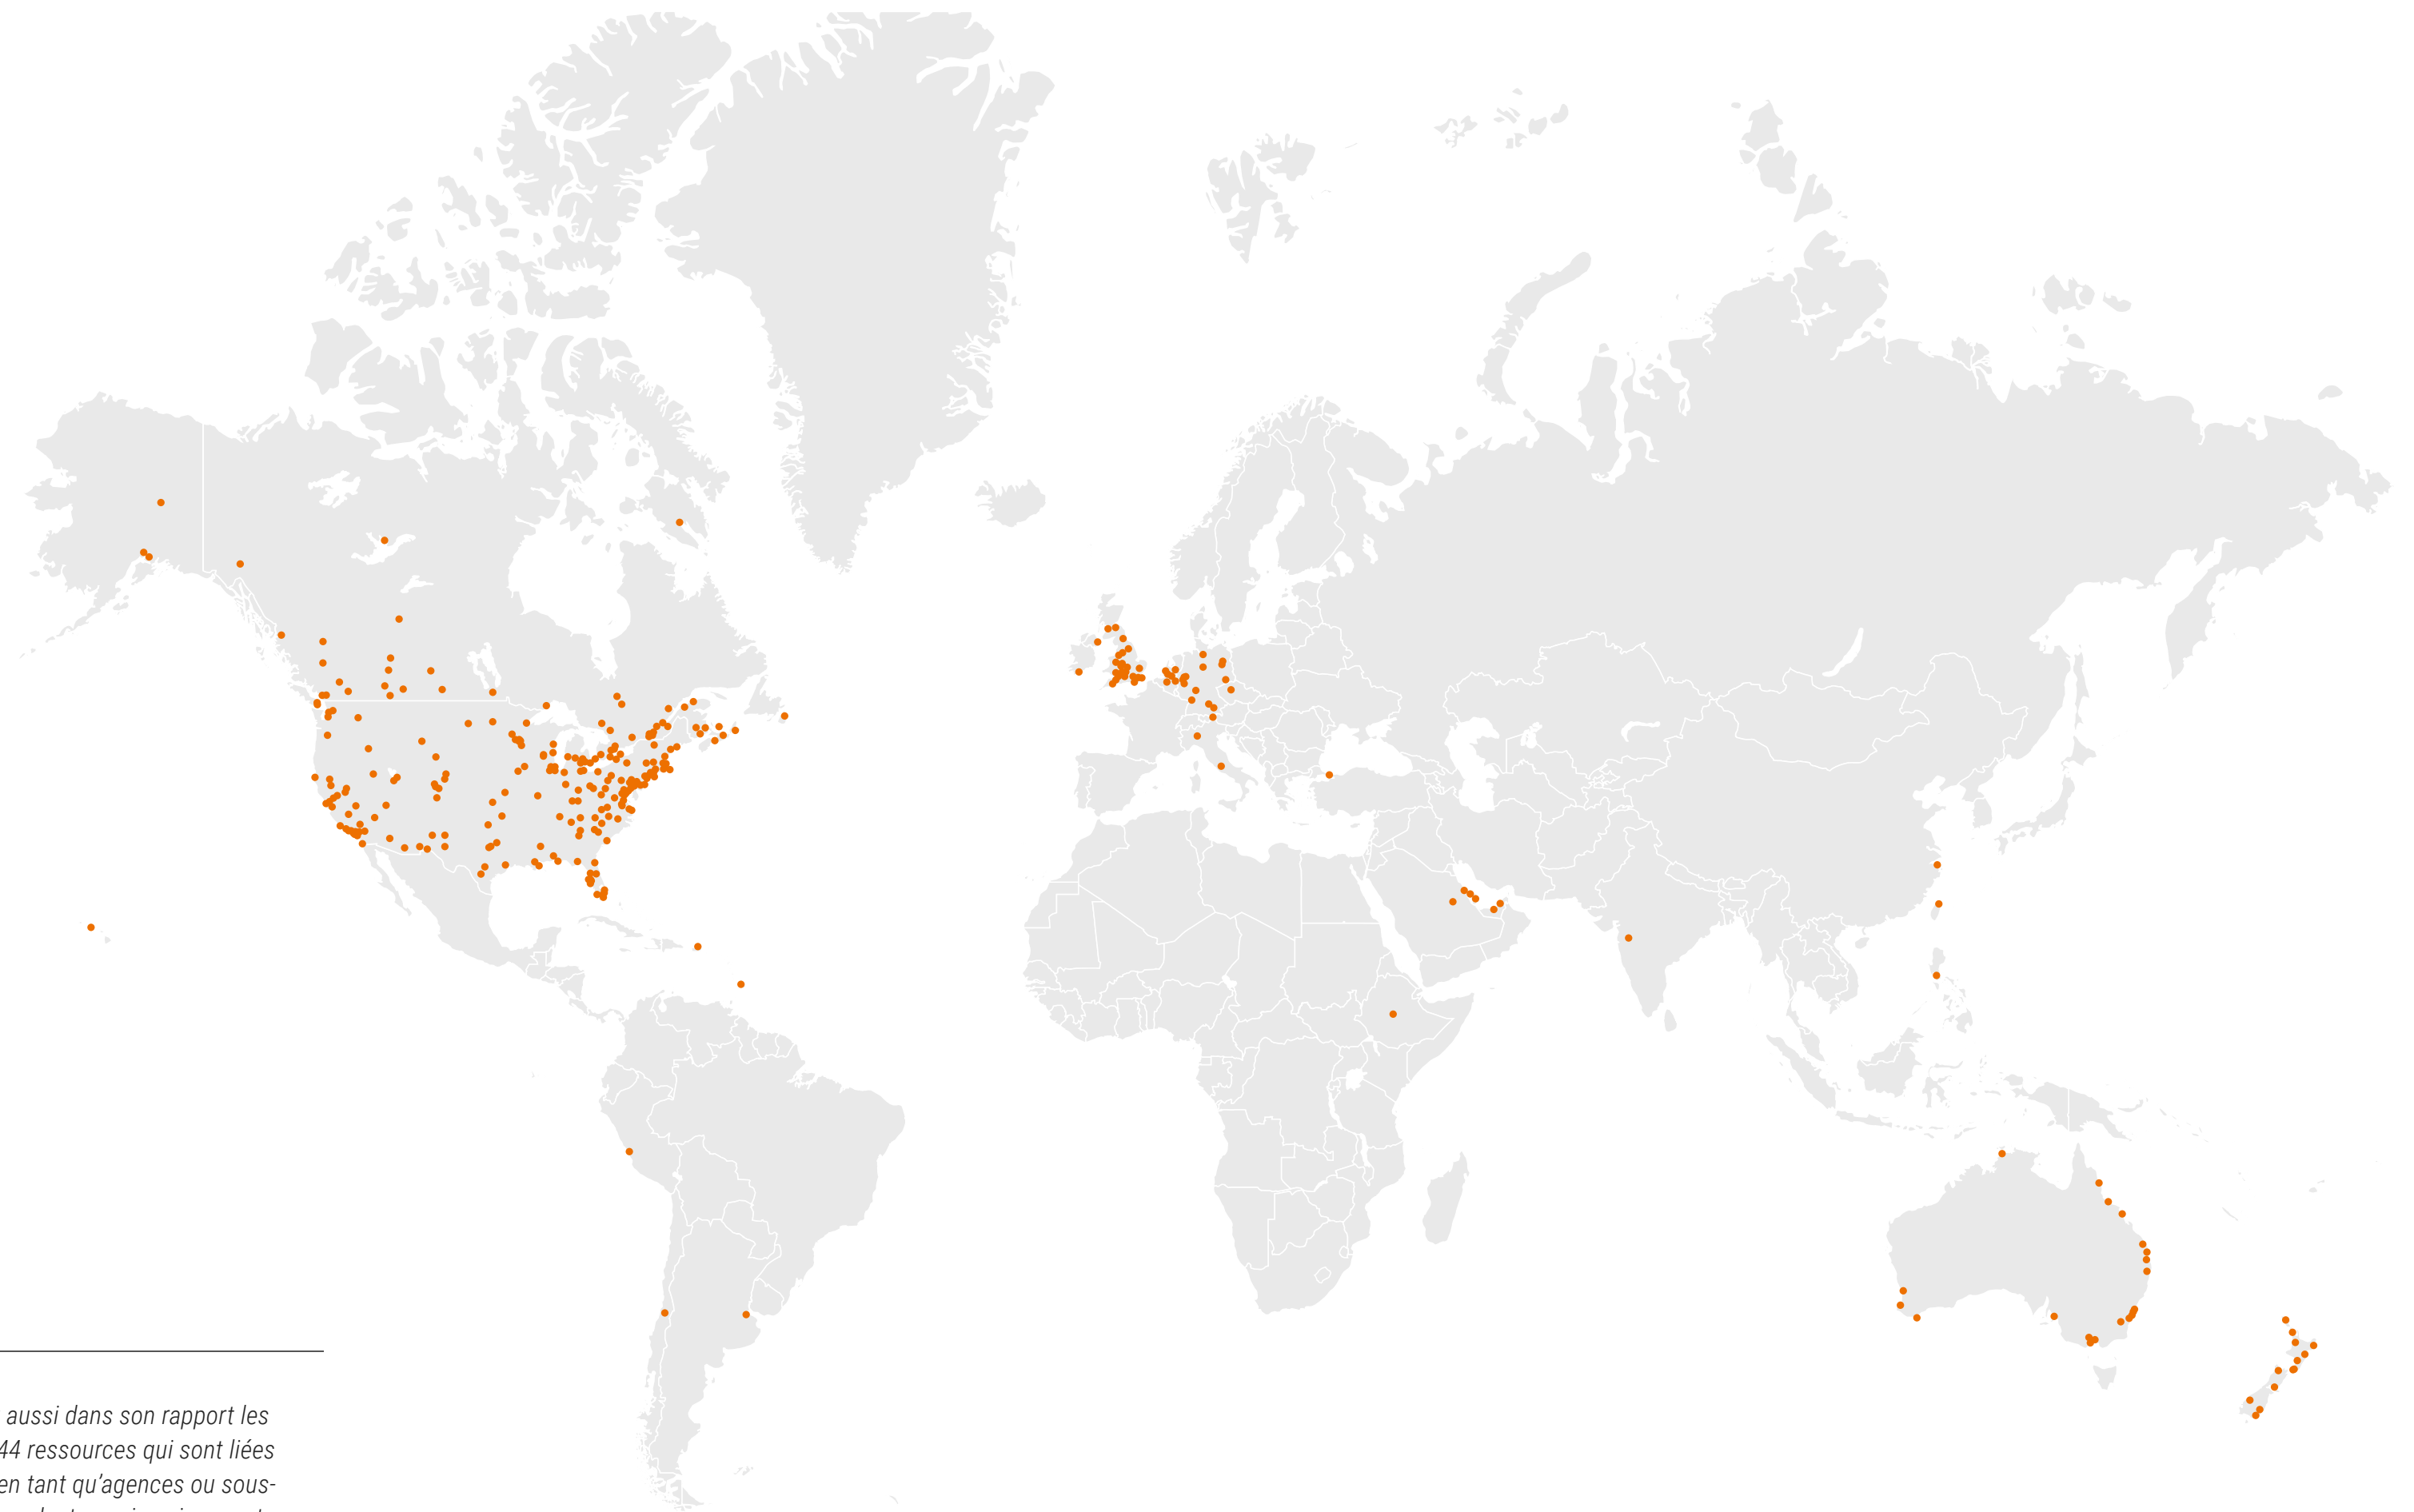 aussi dans son rapport les
44 ressources qui sont liées
en tant qu'agences ou sous-